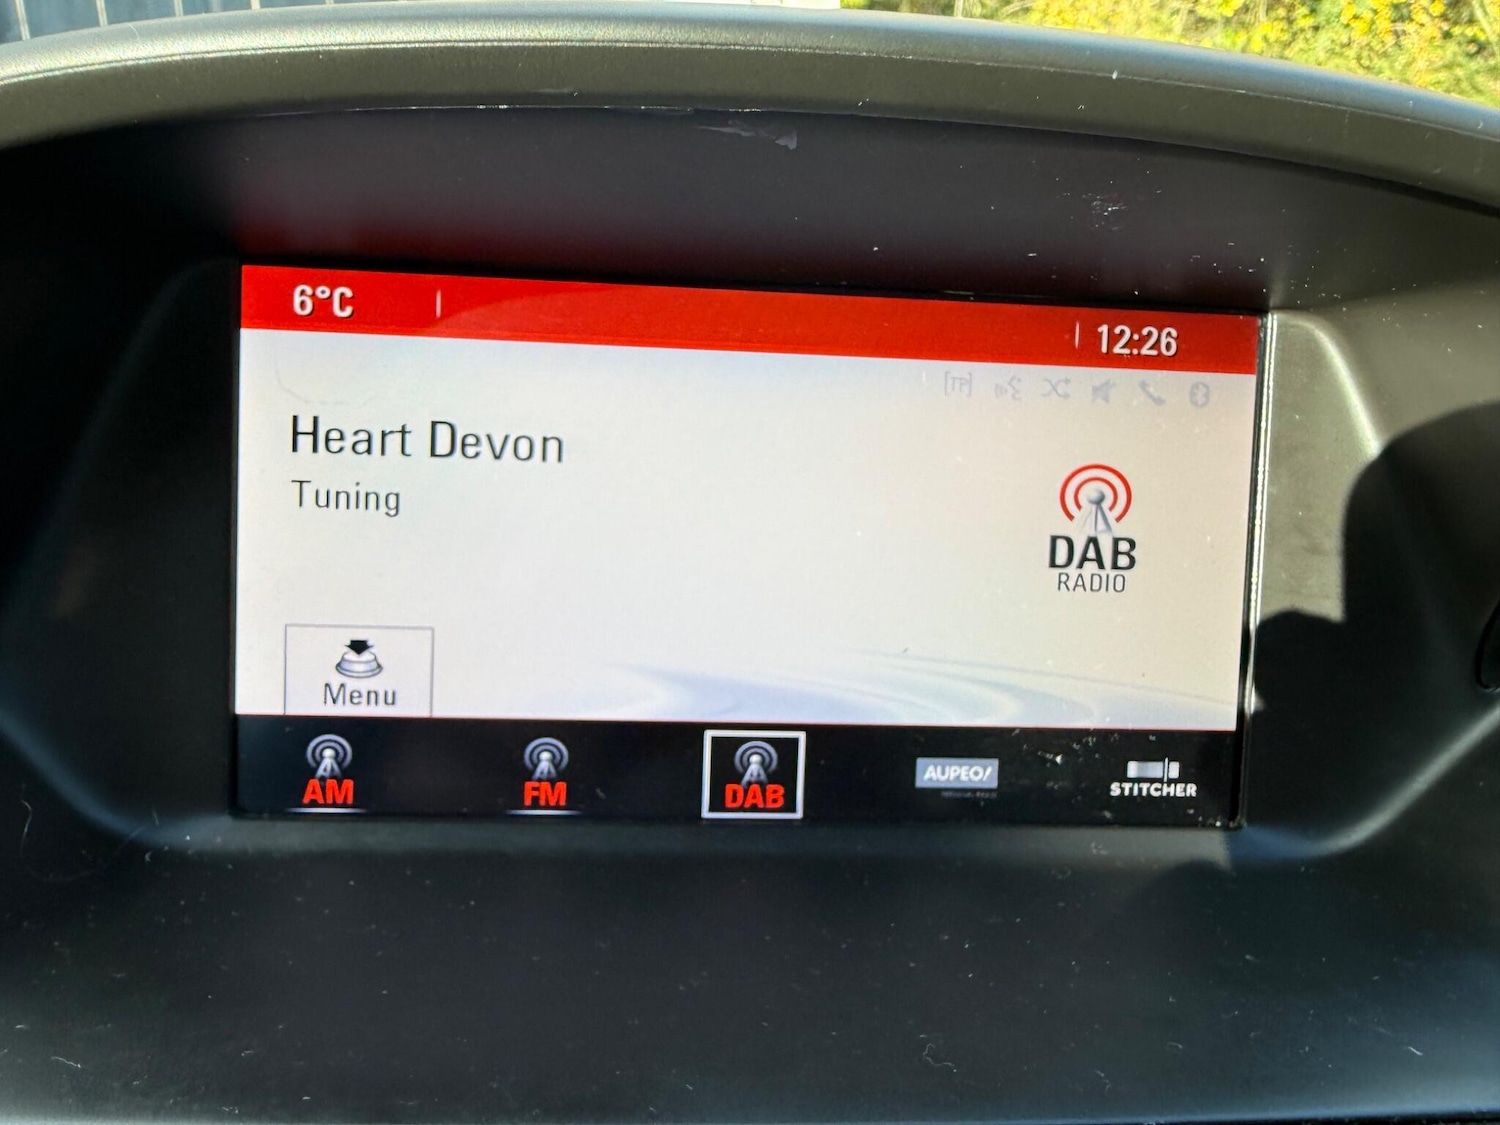 6°C
12:26
Heart Devon
Tuning
DAB
RADIO
Menu
AM
FM
DAB
AUPEO!
STITCHER